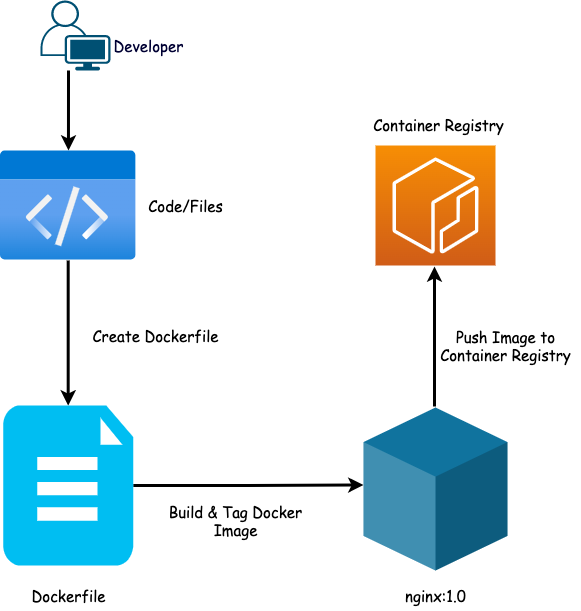 Developer
Container Registry
Code/Files
Create Dockerfile
Push Image to
Container Registry
Build & Tag Docker
Image
Dockerfile
nginx:1.0